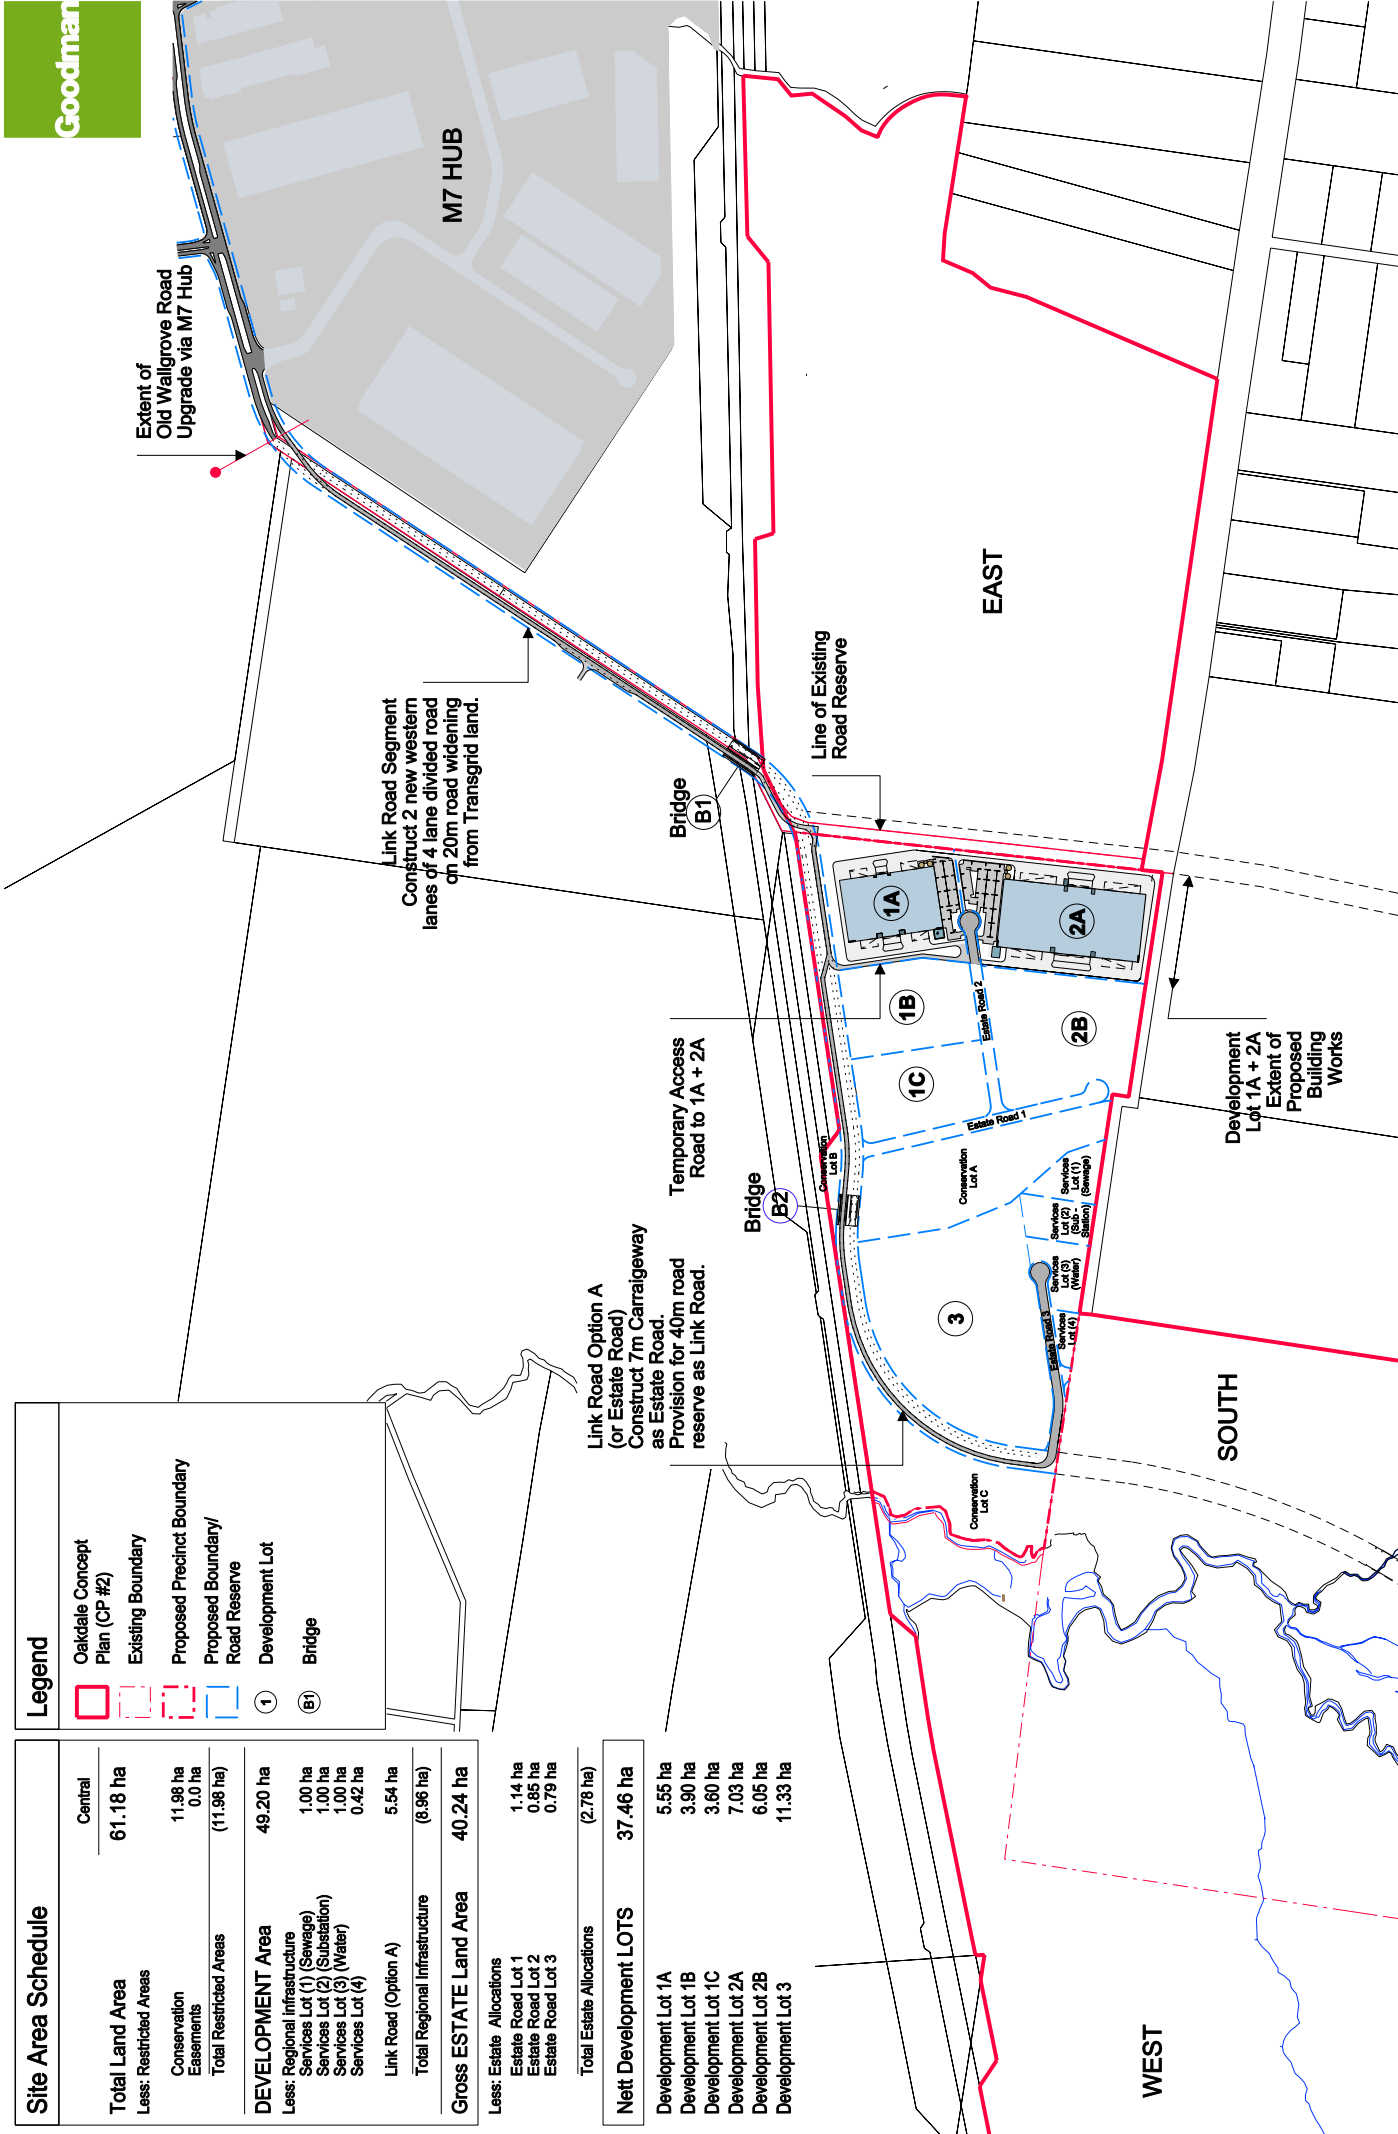 Goodman
Site Area Schedule
Central
Total Land Area 61.18 ha
Less: Restricted Areas
Conservation 11.98 ha
Easements 0.0 ha
Total Restricted Areas (11.98 ha)
DEVELOPMENT Area 49.20 ha
Less: Regional Infrastructure
Services Lot (1) (Sewage) 1.00 ha
Services Lot (2) (Substation) 1.00 ha
Services Lot (3) (Water) 1.00 ha
Services Lot (4) 0.42 ha
Link Road (Option A) 5.54 ha
Total Regional Infrastructure (8.96 ha)
Gross ESTATE Land Area 40.24 ha
Less: Estate Allocations
Estate Road Lot 1 1.14 ha
Estate Road Lot 2 0.85 ha
Estate Road Lot 3 0.79 ha
Total Estate Allocations (2.78 ha)
Nett Development LOTS 37.46 ha
Development Lot 1A 5.55 ha
Development Lot 1B 3.90 ha
Development Lot 1C 3.60 ha
Development Lot 2A 7.03 ha
Development Lot 2B 6.05 ha
Development Lot 3 11.33 ha
Legend
Oakdale Concept
Plan (CP #2)
Existing Boundary
Proposed Precinct Boundary
Proposed Boundary/
Road Reserve
1 Development Lot
B1 Bridge
Extent of
Old Wallgrove Road
Upgrade via M7 Hub
M7 HUB
Link Road Segment
Construct 2 new western
lanes of 4 lane divided road
on 20m road widening
from Transgrid land.
Bridge
B1
Line of Existing
Road Reserve
EAST
Temporary Access
Road to 1A + 2A
Bridge
B2
Link Road Option A
(or Estate Road)
Construct 7m Carraigeway
as Estate Road.
Provision for 40m road
reserve as Link Road.
1A
2A
1B
2B
1C
3
Estate Road 2
Estate Road 1
Estate Road 3
Conservation
Lot B
Conservation
Lot A
Conservation
Lot C
Services
Lot (1)
(Sewage)
Services
Lot (2)
(Sub -
Station)
Services
Lot (3)
(Water)
Services
Lot (4)
Development
Lot 1A + 2A
Extent of
Proposed
Building
Works
SOUTH
WEST